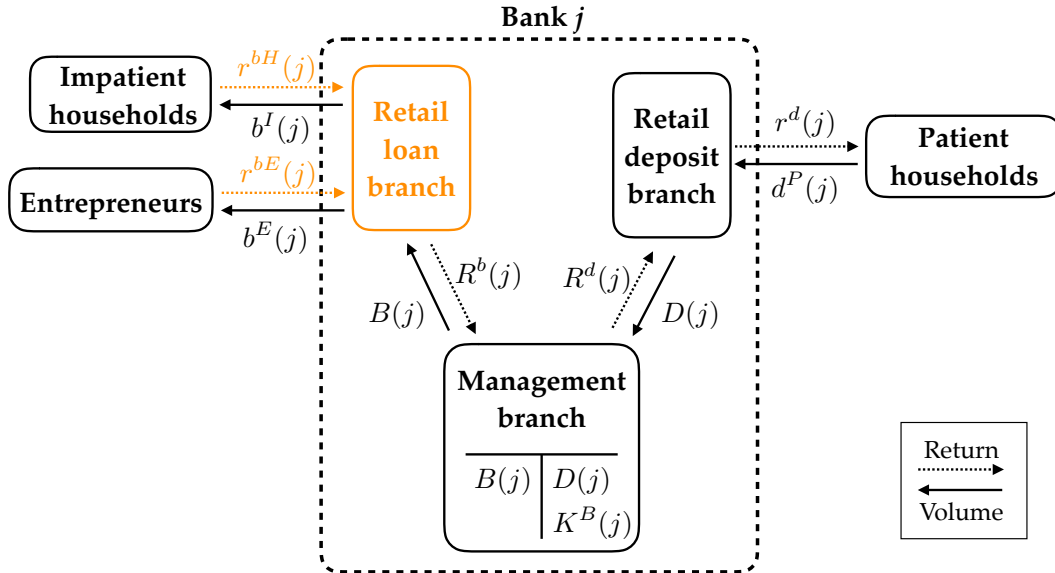 Bank j
Impatient
households
r^{bH}(j)
b^I(j)
Entrepreneurs
r^{bE}(j)
b^E(j)
Retail
loan
branch
Retail
deposit
branch
r^d(j)
d^P(j)
Patient
households
R^b(j)
B(j)
R^d(j)
D(j)
Management
branch
B(j) D(j)
K^B(j)
Return
Volume